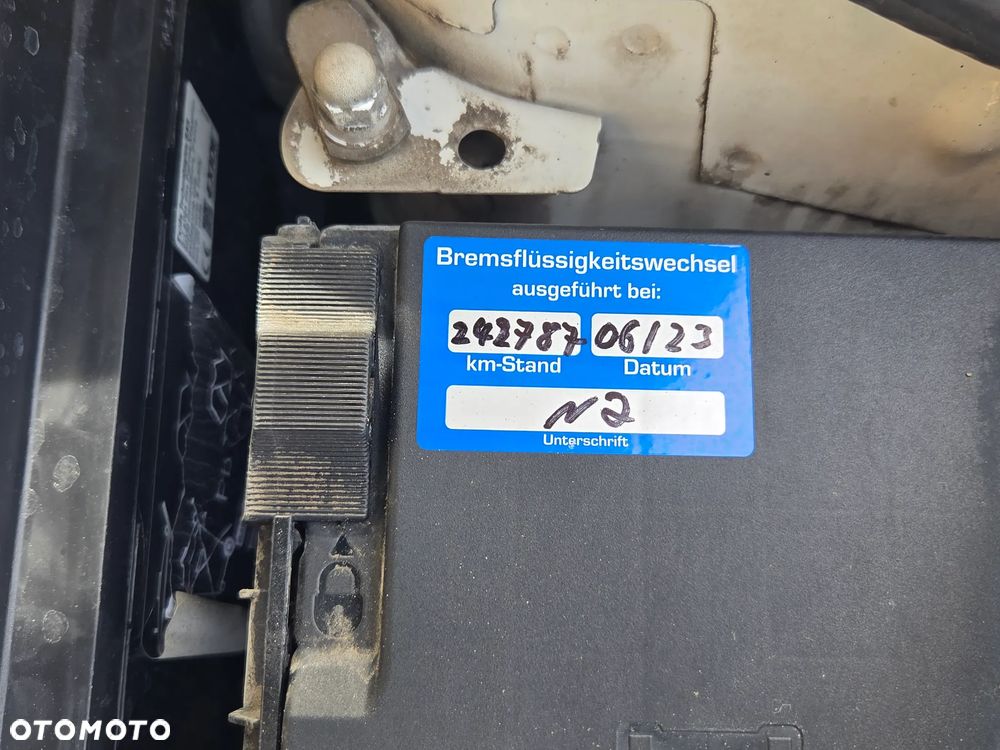 Bremsflüssigkeitswechsel
ausgeführt bei:
242787 06/23
km-Stand Datum
Unterschrift
OTOMOTO